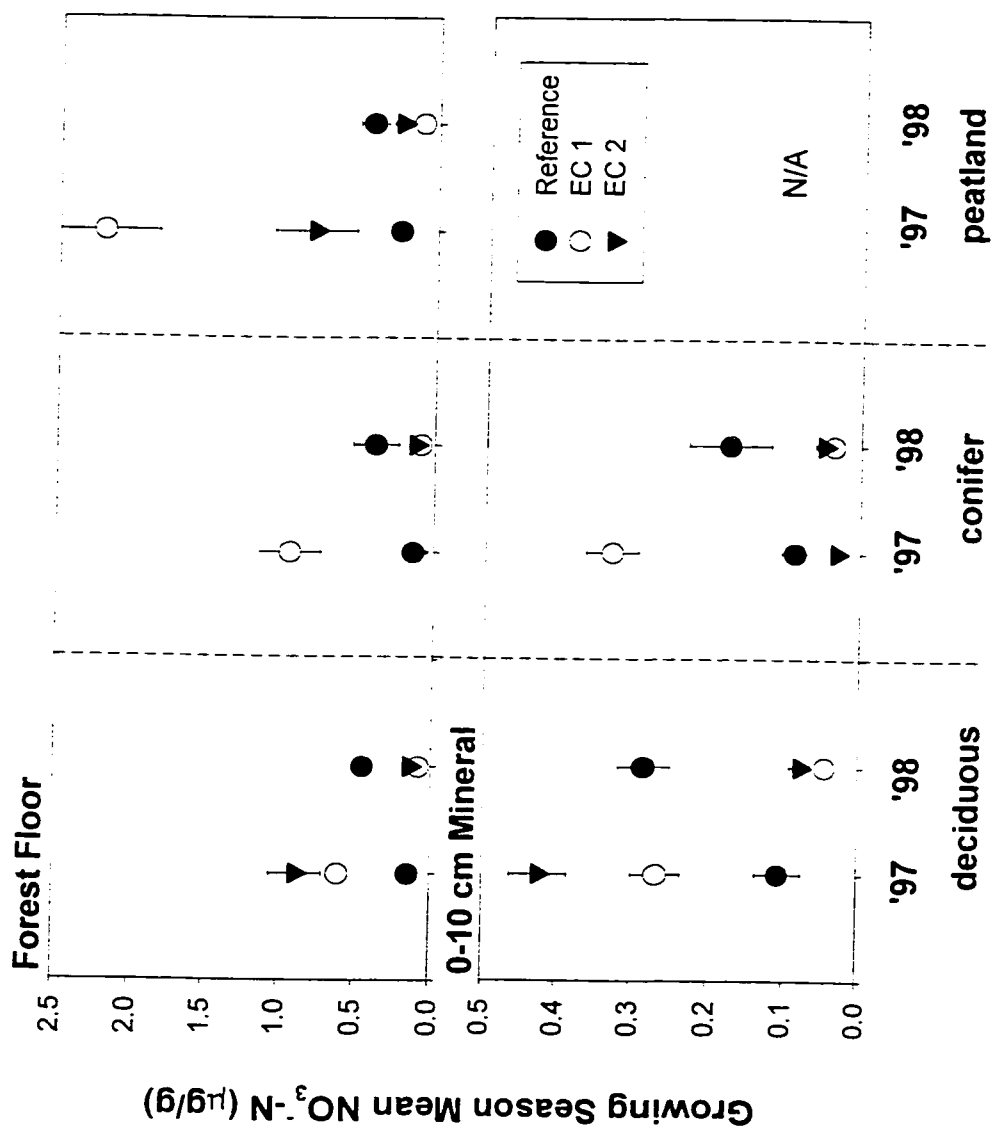 Growing Season Mean NO₃⁻-N (μg/g)
Forest Floor
2.5
2.0
1.5
1.0
0.5
0.0
0-10 cm Mineral
0.5
0.4
0.3
0.2
0.1
0.0
Reference
EC 1
EC 2
N/A
'97 '98 '97 '98 '97 '98
deciduous conifer peatland